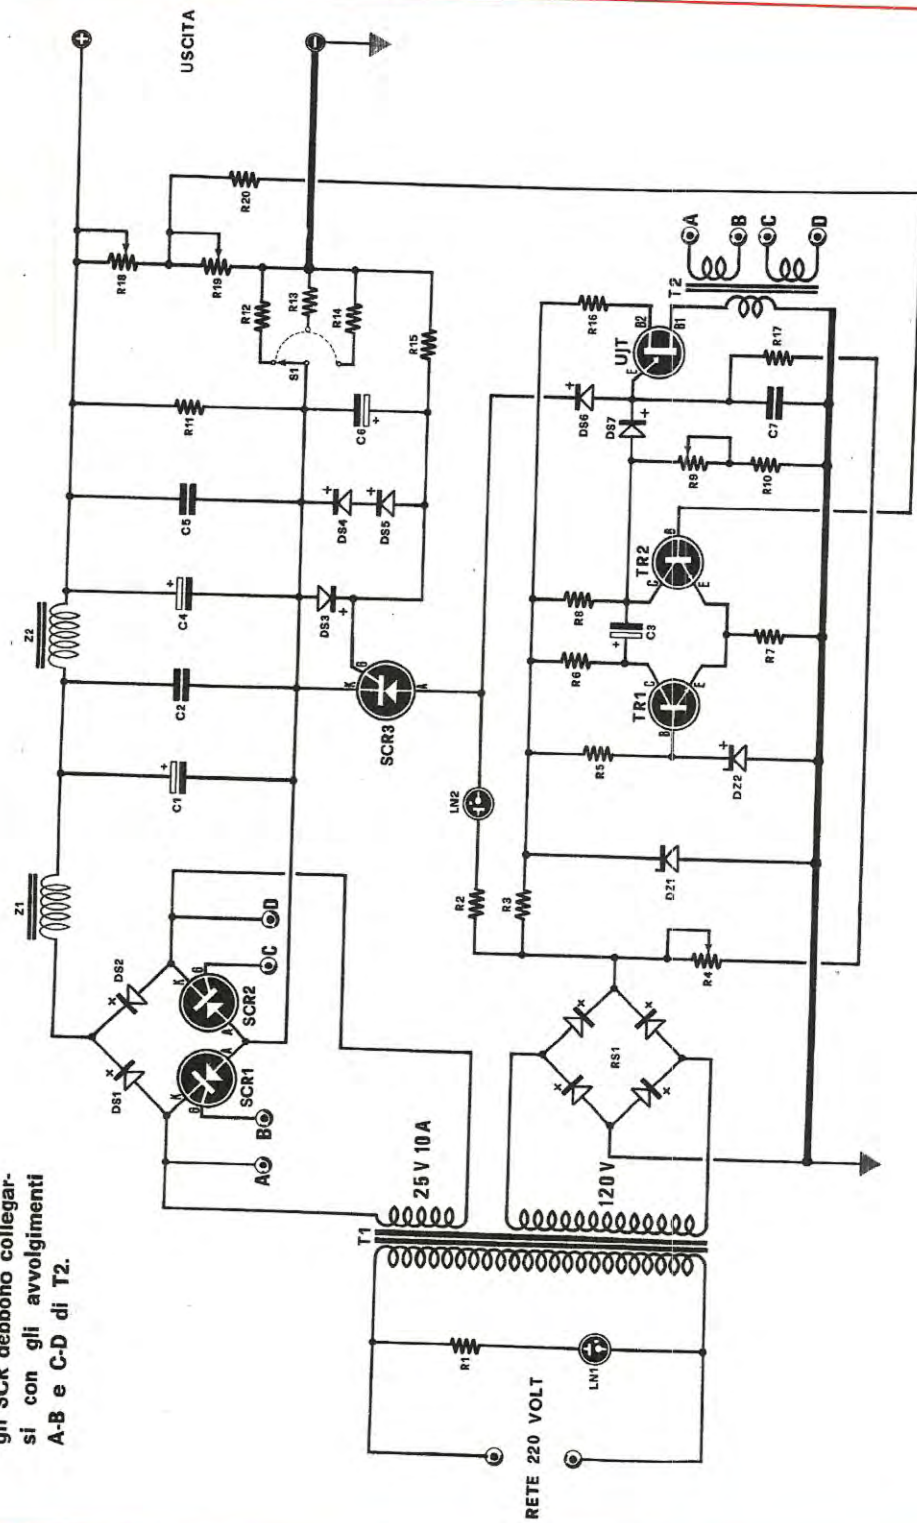 gli SCR debbono collegar-
si con gli avvolgimenti
A-B e C-D di T2.
RETE 220 VOLT
R1
LN1
T1
25 V 10 A
120 V
A
B
K
G
A
SCR1
DS1
DS2
K
G
A
SCR2
C
D
Z1
C1
C2
Z2
C4
C5
R11
R18
R19
R20
USCITA
+
−
R12
R13
R14
S1
R15
C6
DS4
DS5
DS3
K
G
A
SCR3
LN2
R2
R3
RS1
R4
DZ1
R5
DZ2
R6
TR1
B
C
E
C3
R7
R8
TR2
C
B
E
R9
R10
DS6
DS7
C7
R17
R16
UJT
E
B2
B1
T2
A
B
C
D